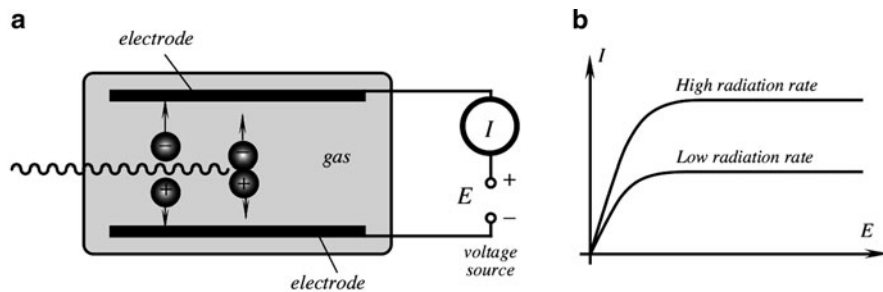 a
electrode
−
−
+
+
gas
I
E
+
−
voltage
source
electrode
b
I
High radiation rate
Low radiation rate
E